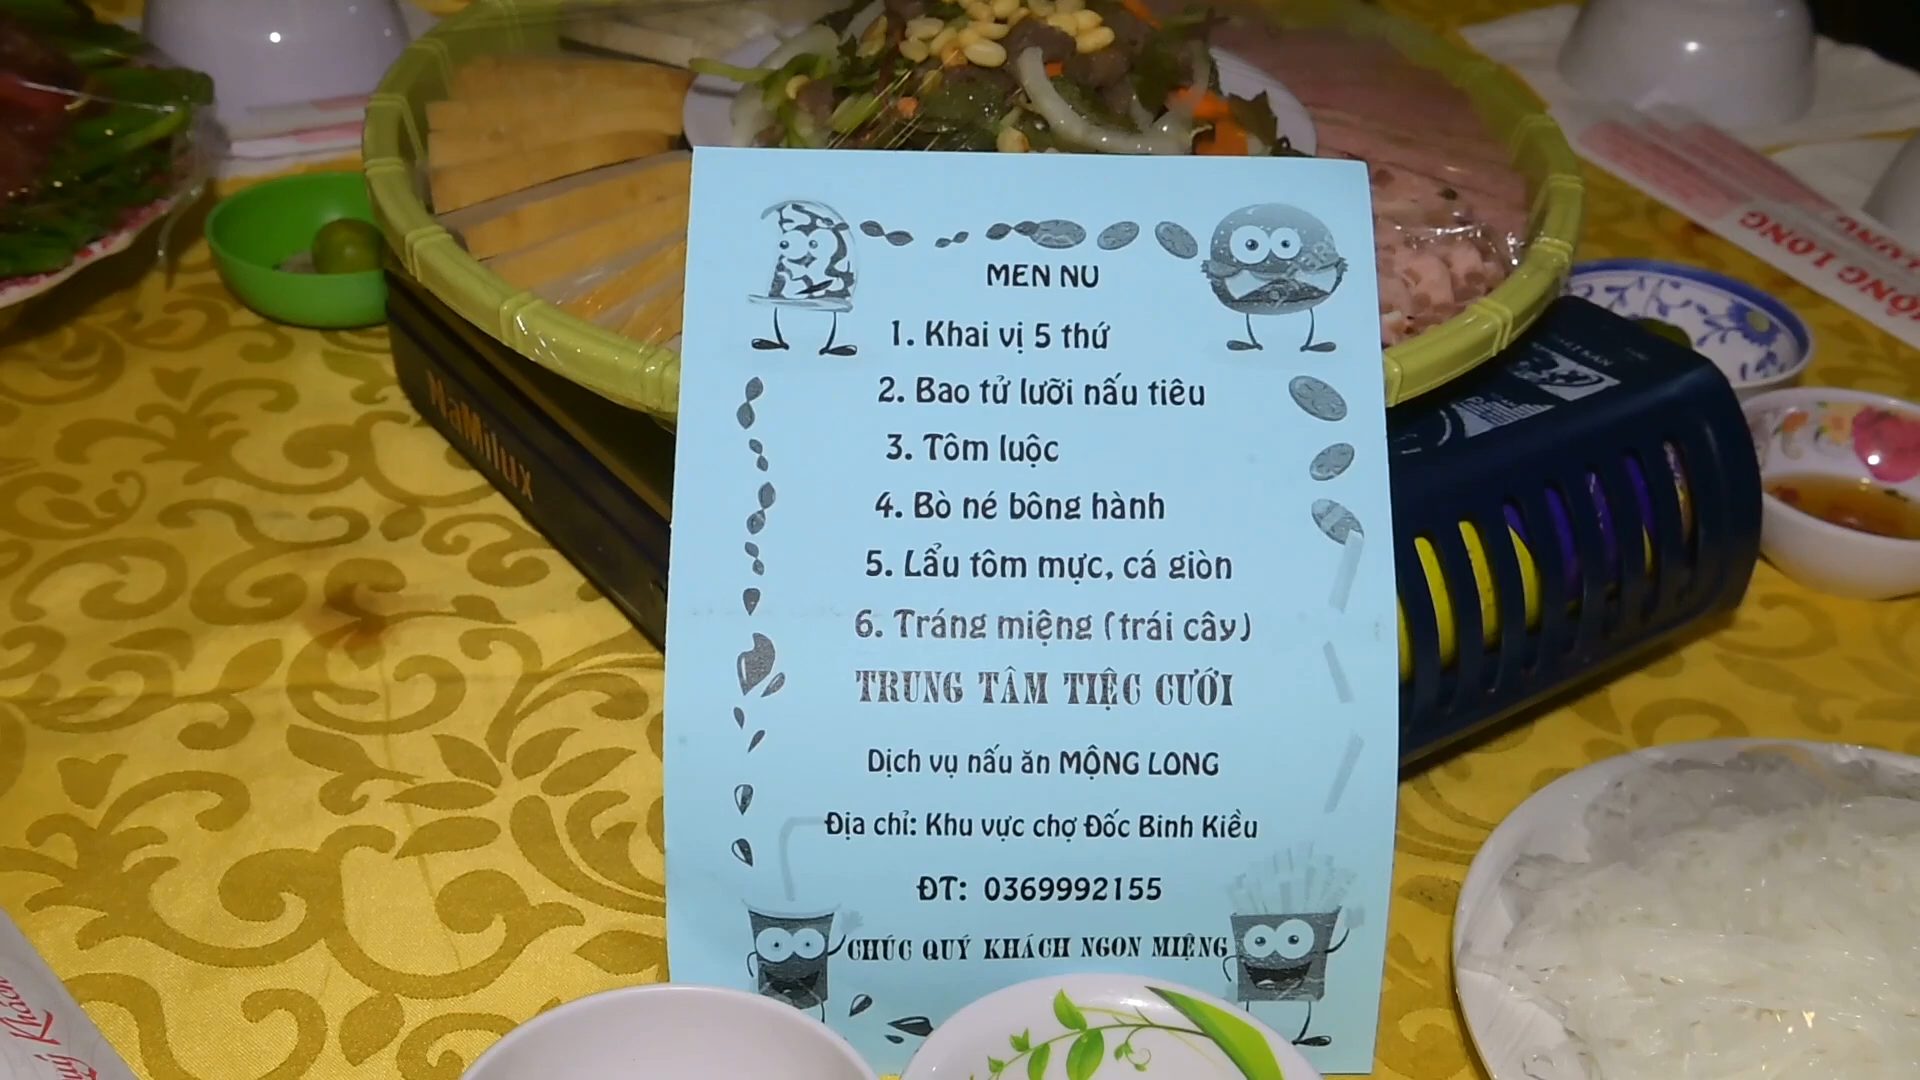 MEN NU
1. Khai vị 5 thứ
2. Bao tử lưỡi nấu tiêu
3. Tôm luộc
4. Bò né bông hành
5. Lẩu tôm mực, cá giòn
6. Tráng miệng (trái cây)
TRUNG TÂM TIỆC CƯỚI
Dịch vụ nấu ăn MỘNG LONG
Địa chỉ: Khu vực chợ Đốc Binh Kiều
ĐT: 0369992155
CHÚC QUÝ KHÁCH NGON MIỆNG
NaMilux
MỘNG LONG